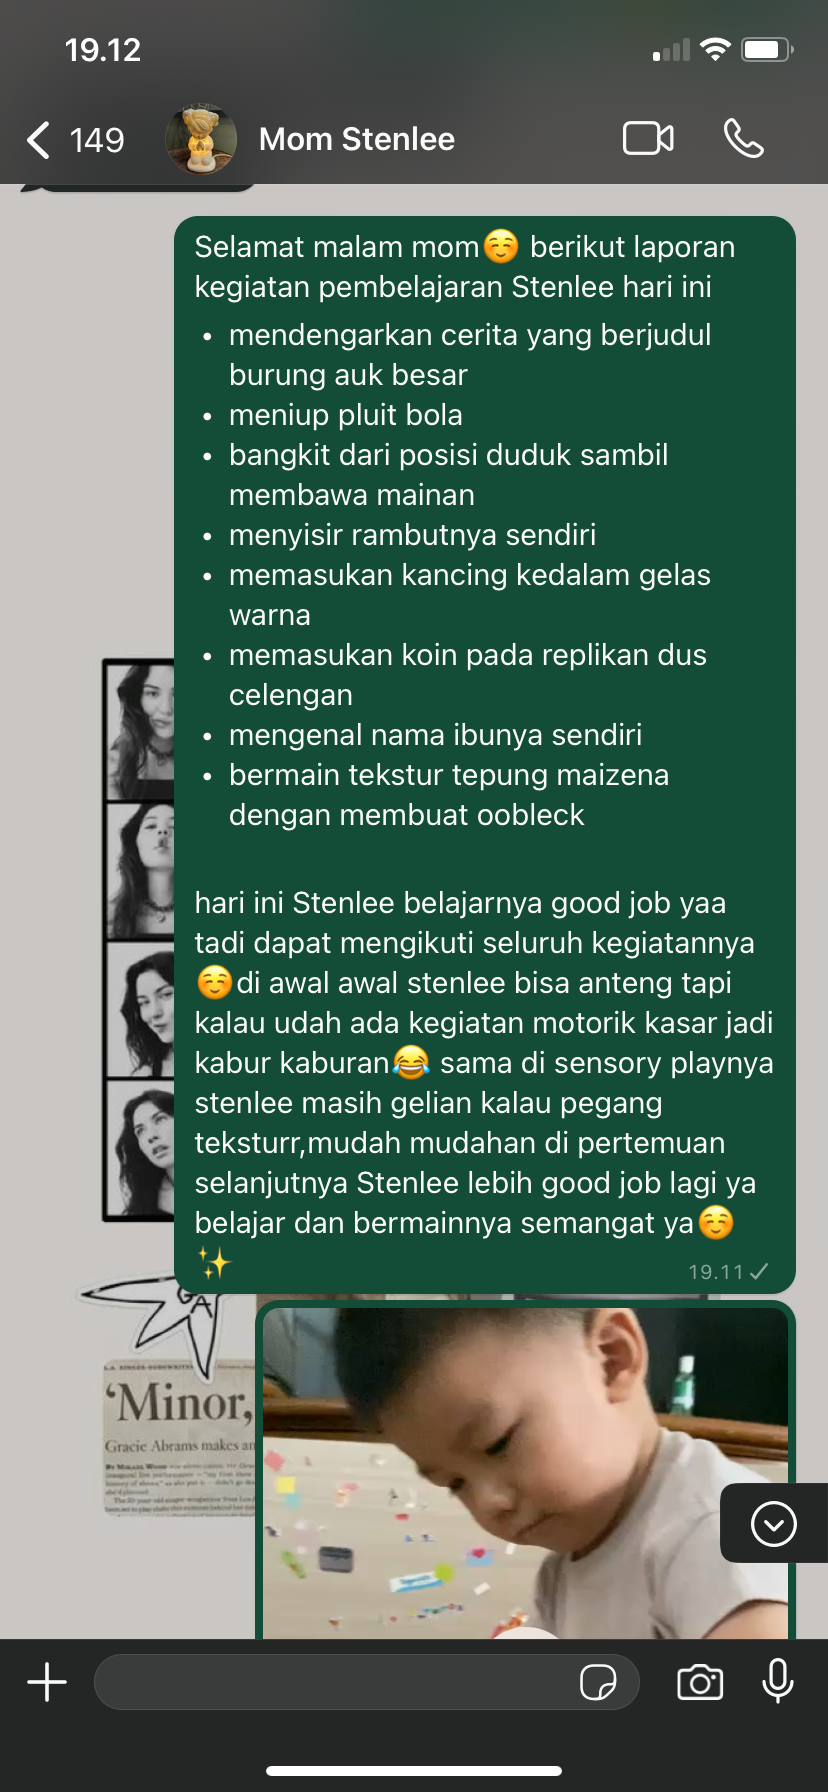 19.12
149
Mom Stenlee
Selamat malam mom☺️ berikut laporan
kegiatan pembelajaran Stenlee hari ini
• mendengarkan cerita yang berjudul
burung auk besar
• meniup pluit bola
• bangkit dari posisi duduk sambil
membawa mainan
• menyisir rambutnya sendiri
• memasukan kancing kedalam gelas
warna
• memasukan koin pada replikan dus
celengan
• mengenal nama ibunya sendiri
• bermain tekstur tepung maizena
dengan membuat oobleck
hari ini Stenlee belajarnya good job yaa
tadi dapat mengikuti seluruh kegiatannya
☺️di awal awal stenlee bisa anteng tapi
kalau udah ada kegiatan motorik kasar jadi
kabur kaburan😂 sama di sensory playnya
stenlee masih gelian kalau pegang
teksturr,mudah mudahan di pertemuan
selanjutnya Stenlee lebih good job lagi ya
belajar dan bermainnya semangat ya☺️
✨
19.11
GA
'Minor,
Gracie Abrams makes an